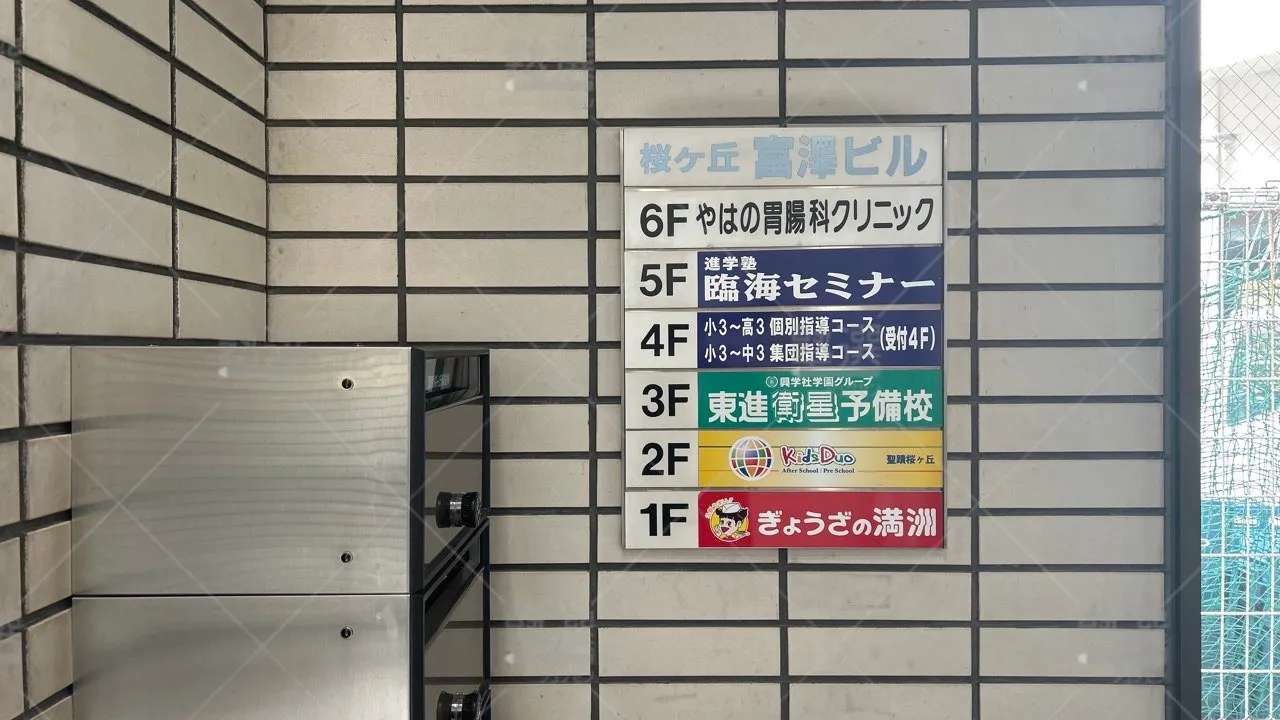 桜ケ丘 富澤ビル
6F やはの胃腸科クリニック
5F 進学塾
臨海セミナー
4F 小3～高3 個別指導コース (受付4F)
小3～中3 集団指導コース
3F 興学社学園グループ
東進衛星予備校
2F KidsDuo 聖蹟桜ヶ丘
After School / Pre School
1F ぎょうざの満洲